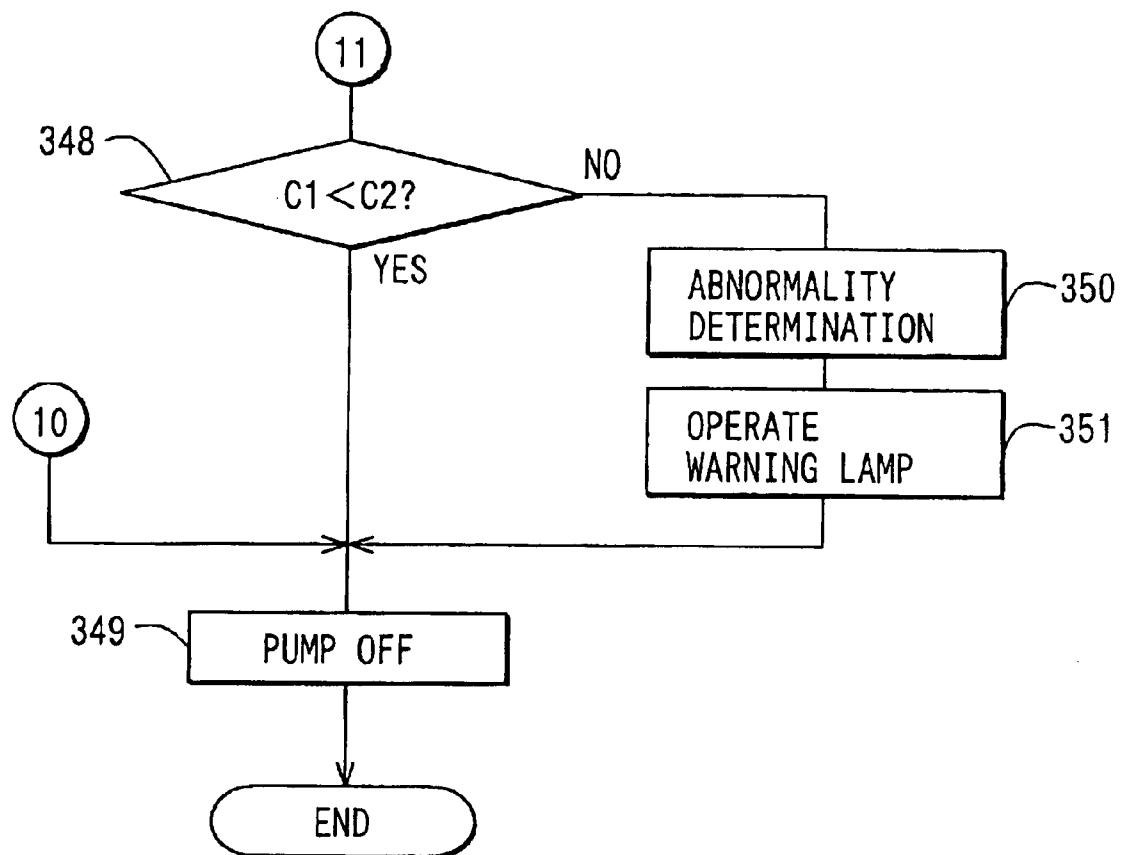 11
348
C1<C2?
NO
YES
ABNORMALITY
DETERMINATION
350
OPERATE
WARNING LAMP
351
10
349
PUMP OFF
END